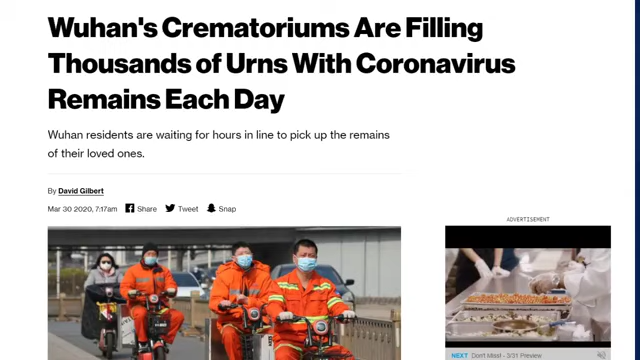 Wuhan's Crematoriums Are Filling
Thousands of Urns With Coronavirus
Remains Each Day
Wuhan residents are waiting for hours in line to pick up the remains
of their loved ones.
By David Gilbert
Mar 30 2020, 7:17am Share Tweet Snap
ADVERTISEMENT
NEXT Don't Miss! - 3/31 Preview